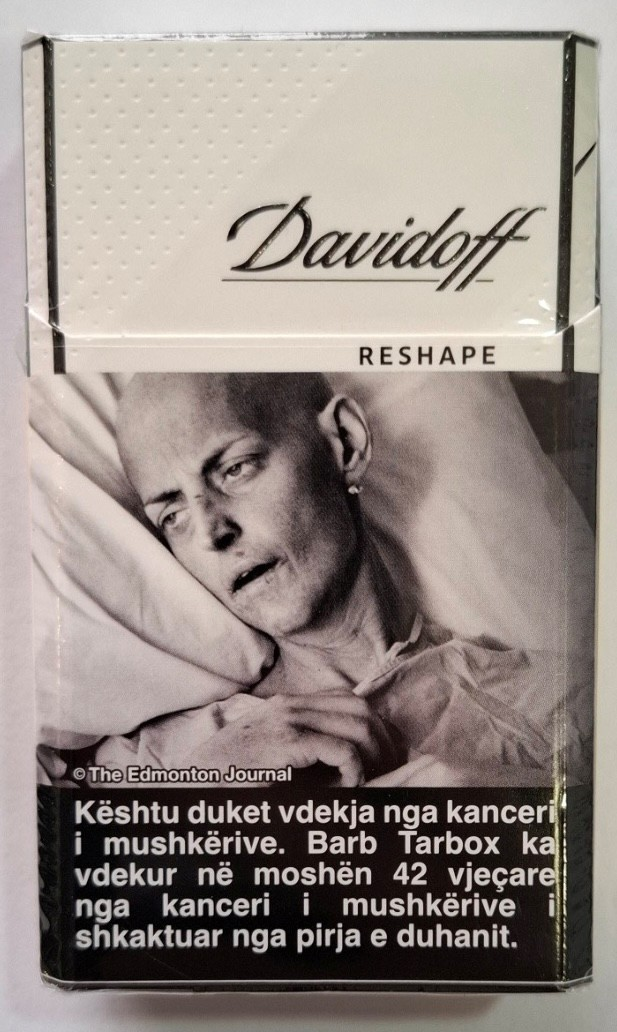 Davidoff
RESHAPE
© The Edmonton Journal
Kështu duket vdekja nga kanceri
i mushkërive. Barb Tarbox ka
vdekur në moshën 42 vjeçare
nga kanceri i mushkërive i
shkaktuar nga pirja e duhanit.